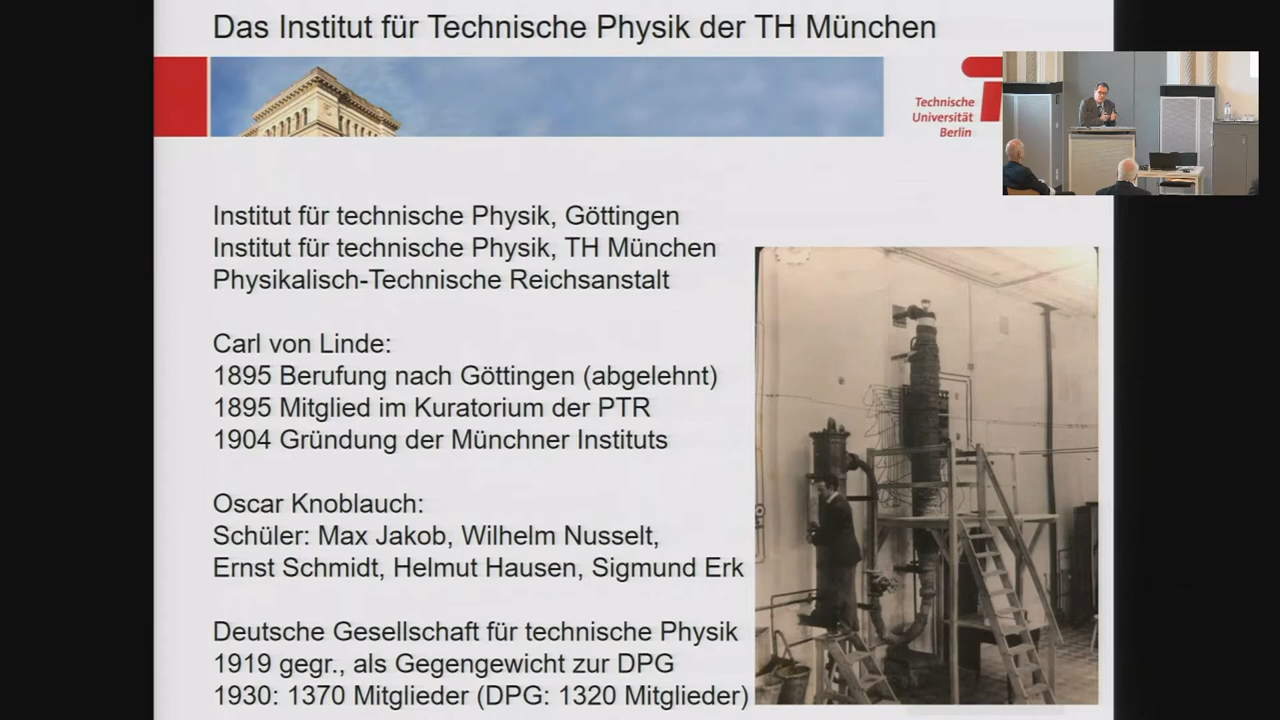 Das Institut für Technische Physik der TH München
Technische
Universität
Berlin
Institut für technische Physik, Göttingen
Institut für technische Physik, TH München
Physikalisch-Technische Reichsanstalt
Carl von Linde:
1895 Berufung nach Göttingen (abgelehnt)
1895 Mitglied im Kuratorium der PTR
1904 Gründung der Münchner Instituts
Oscar Knoblauch:
Schüler: Max Jakob, Wilhelm Nusselt,
Ernst Schmidt, Helmut Hausen, Sigmund Erk
Deutsche Gesellschaft für technische Physik
1919 gegr., als Gegengewicht zur DPG
1930: 1370 Mitglieder (DPG: 1320 Mitglieder)